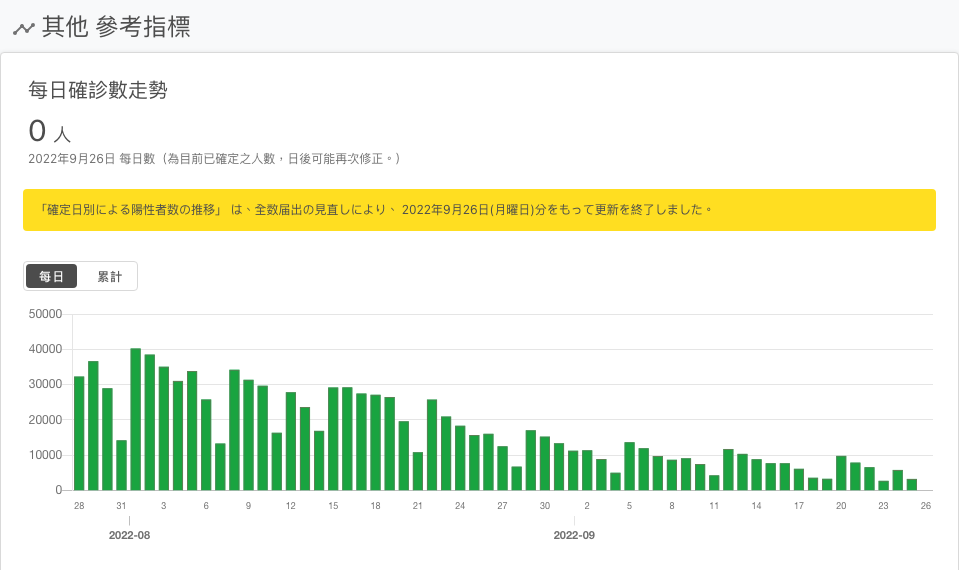 其他 參考指標
每日確診數走勢
0 人
2022年9月26日 每日數（為目前已確定之人數，日後可能再次修正。）
「確定日別による陽性者数の推移」 は、全数届出の見直しにより、 2022年9月26日(月曜日)分をもって更新を終了しました。
每日 累計
50000
40000
30000
20000
10000
0
28 31 3 6 9 12 15 18 21 24 27 30 2 5 8 11 14 17 20 23 26
2022-08 2022-09